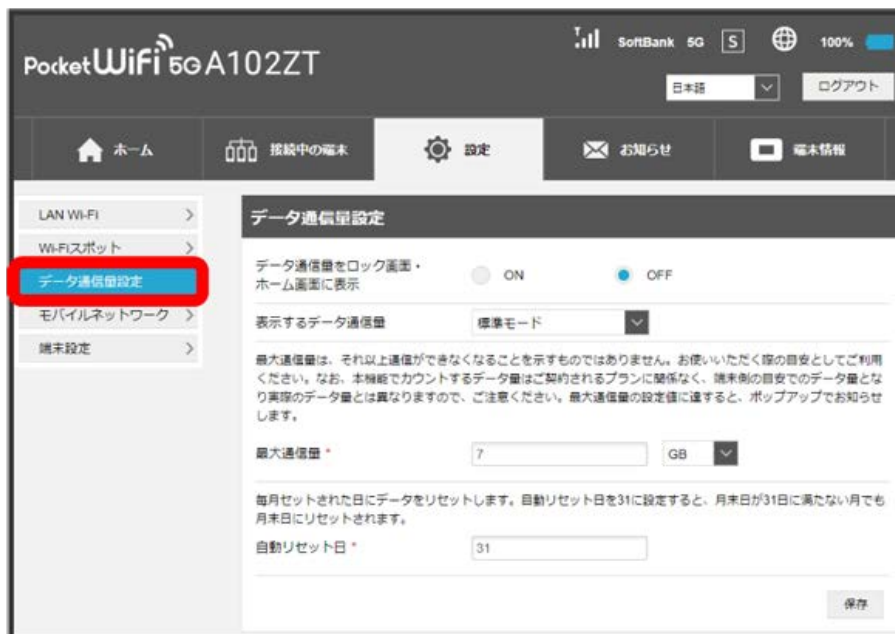 Pocket WiFi 5G A102ZT
SoftBank 5G S 100%
日本語 ログアウト
ホーム 接続中の端末 設定 お知らせ 端末情報
LAN Wi-Fi
Wi-Fiスポット
データ通信量設定
モバイルネットワーク
端末設定
データ通信量設定
データ通信量をロック画面・
ホーム画面に表示
ON OFF
表示するデータ通信量 標準モード
最大通信量は、それ以上通信ができなくなることを示すものではありません。お使いいただく際の目安としてご利用
ください。なお、本機能でカウントするデータ量はご契約されるプランに関係なく、端末側の目安でのデータ量とな
り実際のデータ量とは異なりますので、ご注意ください。最大通信量の設定値に達すると、ポップアップでお知らせ
します。
最大通信量 * 7 GB
毎月セットされた日にデータをリセットします。自動リセット日を31に設定すると、月末日が31日に満たない月でも
月末日にリセットされます。
自動リセット日 * 31
保存